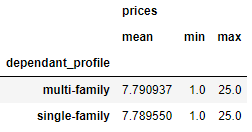 prices
mean min max
dependant_profile
multi-family 7.790937 1.0 25.0
single-family 7.789550 1.0 25.0